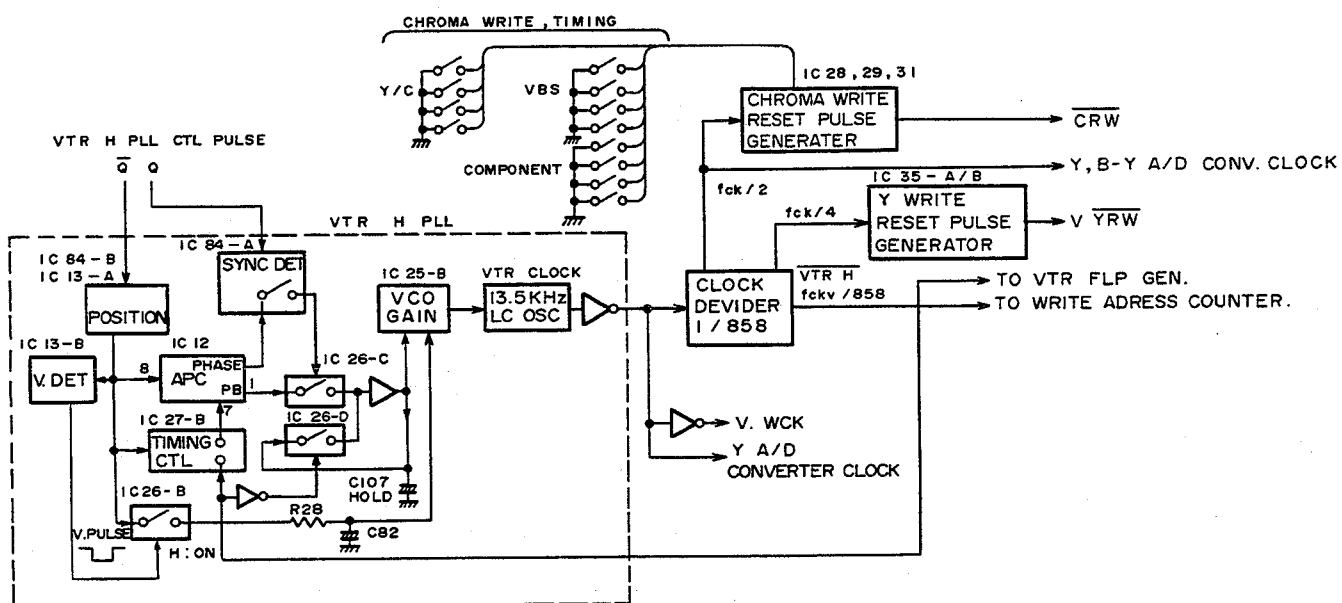 CHROMA WRITE, TIMING
Y/C
VBS
COMPONENT
IC 28, 29, 31
CHROMA WRITE
RESET PULSE
GENERATER
CRW
Y, B-Y A/D CONV. CLOCK
fck/2
IC 35-A/B
Y WRITE
RESET PULSE
GENERATOR
fck/4
V YRW
VTR H PLL CTL PULSE
Q Q
VTR H PLL
IC 84-B
IC 13-A
POSITION
IC 84-A
SYNC DET
IC 25-B
VCO
GAIN
VTR CLOCK
13.5KHz
LC OSC
CLOCK
DEVIDER
1/858
VTR H
fckv/858
TO VTR FLP GEN.
TO WRITE ADRESS COUNTER.
IC 13-B
V. DET
8
IC 12
PHASE
APC
PB
1
7
IC 26-C
IC 27-B
TIMING
CTL
IC 26-D
C107
HOLD
V. WCK
Y A/D
CONVERTER CLOCK
IC26-B
V.PULSE
H:ON
R28
C82